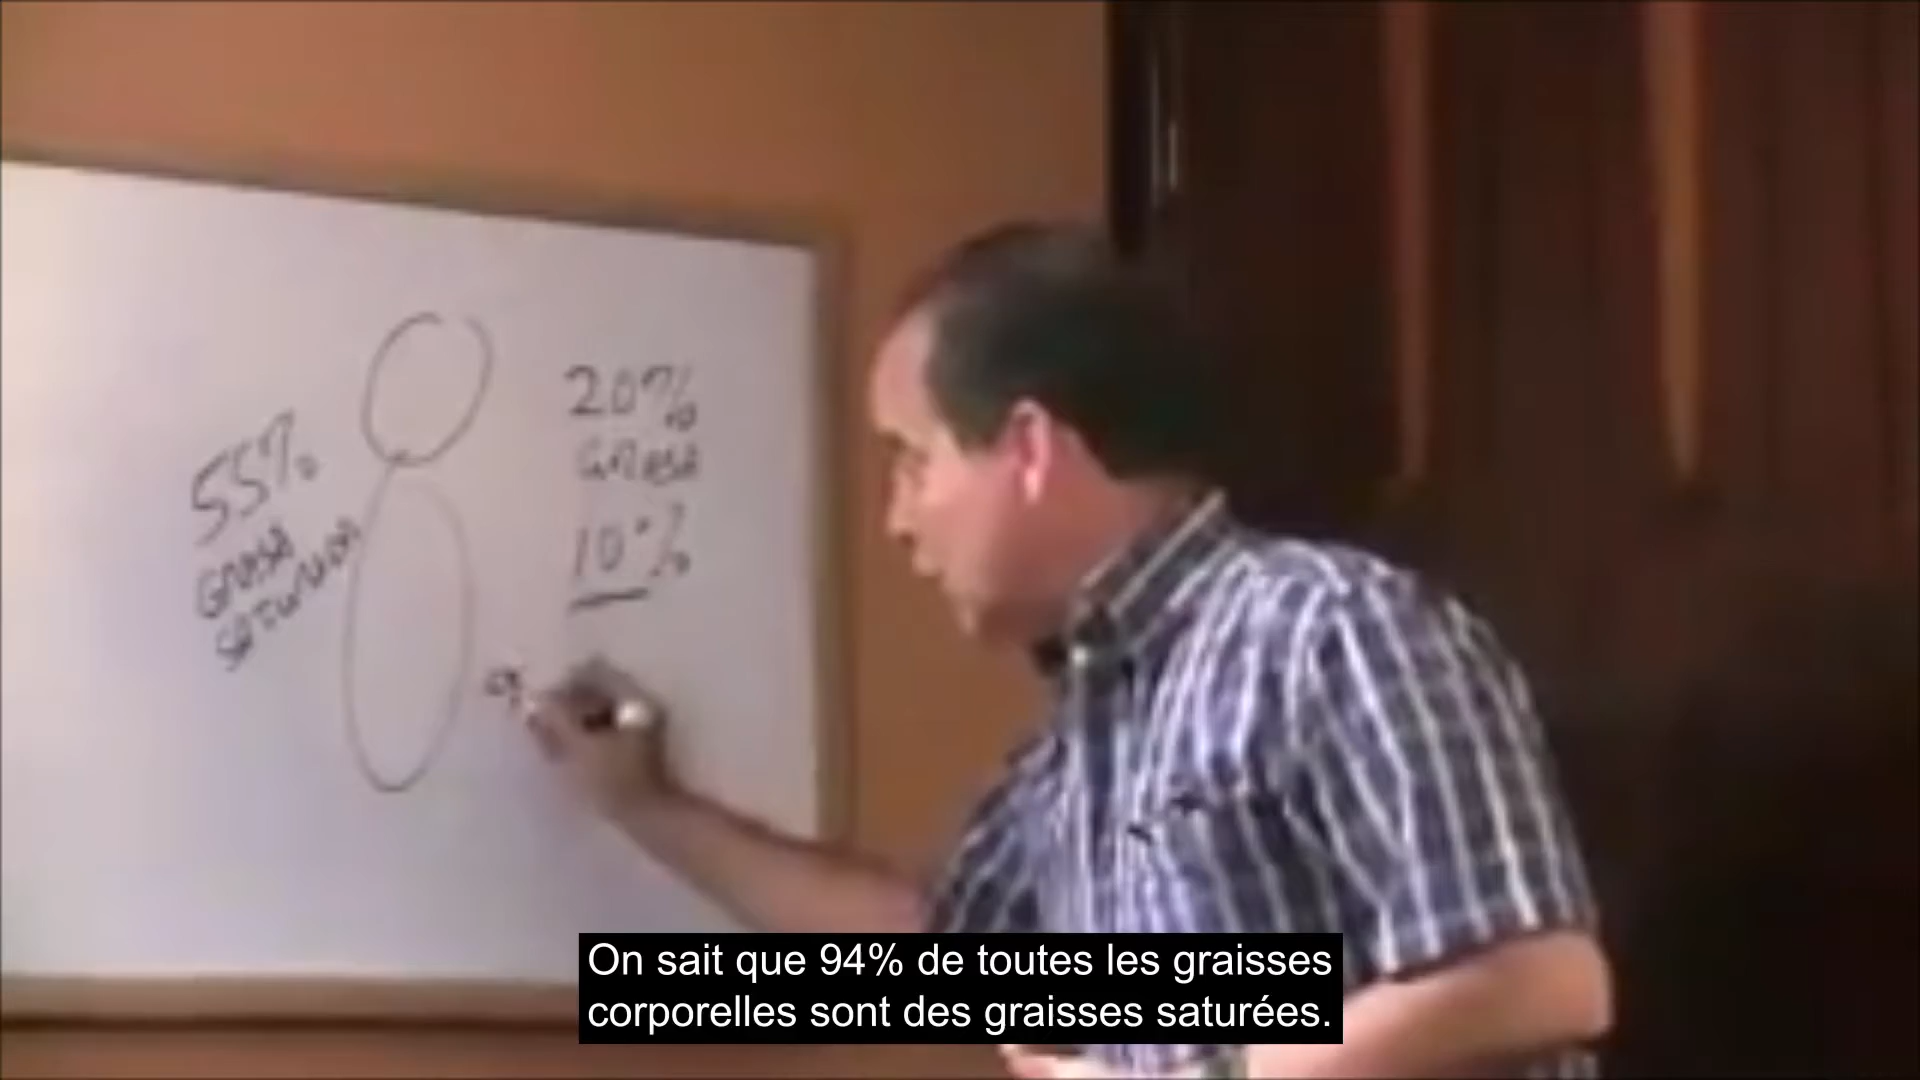 55%
GRASA
SATURADA
20%
GRASA
10%
9
On sait que 94% de toutes les graisses
corporelles sont des graisses saturées.